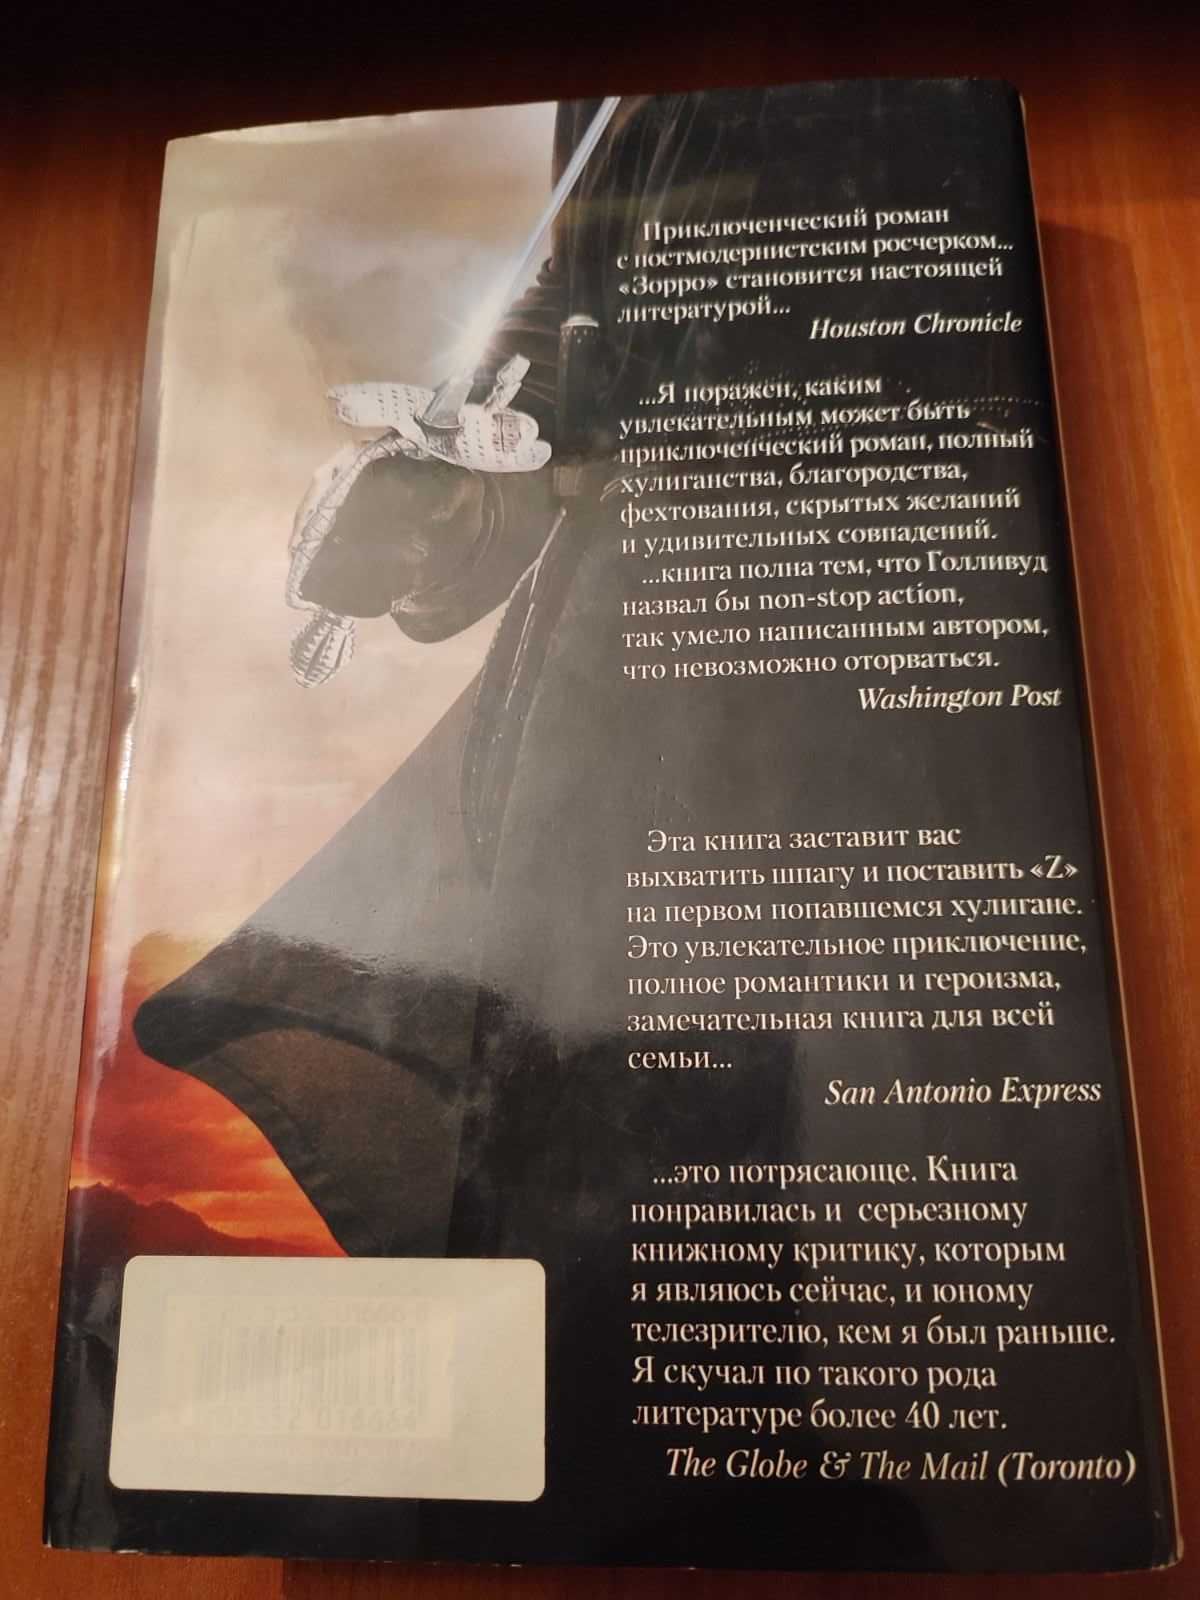 Приключенческий роман
с постмодернистским росчерком...
«Зорро» становится настоящей
литературой...
Houston Chronicle
...Я поражен, каким
увлекательным может быть
приключенческий роман, полный
хулиганства, благородства,
фехтования, скрытых желаний
и удивительных совпадений.
...книга полна тем, что Голливуд
назвал бы non-stop action,
так умело написанным автором,
что невозможно оторваться.
Washington Post
Эта книга заставит вас
выхватить шпагу и поставить «Z»
на первом попавшемся хулигане.
Это увлекательное приключение,
полное романтики и героизма,
замечательная книга для всей
семьи...
San Antonio Express
...это потрясающе. Книга
понравилась и серьезному
книжному критику, которым
я являюсь сейчас, и юному
телезрителю, кем я был раньше.
Я скучал по такого рода
литературе более 40 лет.
The Globe & The Mail (Toronto)